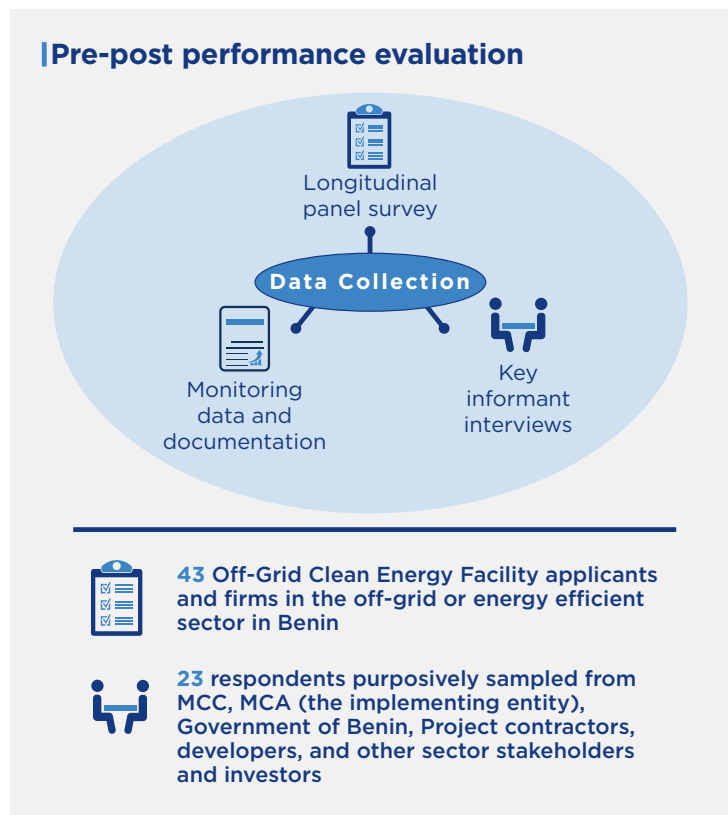 Pre-post performance evaluation
Longitudinal
panel survey
Data Collection
Monitoring
data and
documentation
Key
informant
interviews
43 Off-Grid Clean Energy Facility applicants
and firms in the off-grid or energy efficient
sector in Benin
23 respondents purposively sampled from
MCC, MCA (the implementing entity),
Government of Benin, Project contractors,
developers, and other sector stakeholders
and investors